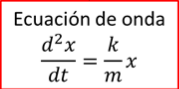 Ecuación de onda
d²x/dt = k/m x